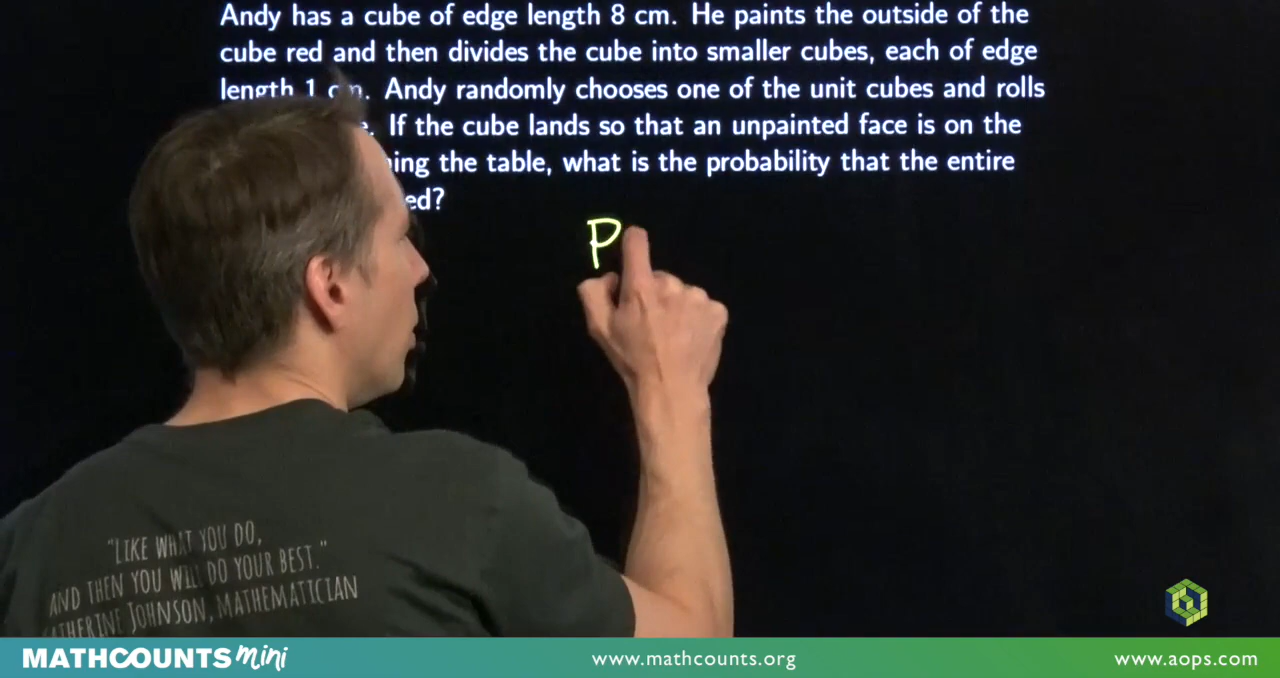 Andy has a cube of edge length 8 cm. He paints the outside of the
cube red and then divides the cube into smaller cubes, each of edge
length 1 cm. Andy randomly chooses one of the unit cubes and rolls
If the cube lands so that an unpainted face is on the
the table, what is the probability that the entire
P
"LIKE WHAT YOU DO,
AND THEN YOU WILL DO YOUR BEST."
KATHERINE JOHNSON, MATHEMATICIAN
MATHCOUNTS mini
www.mathcounts.org
www.aops.com